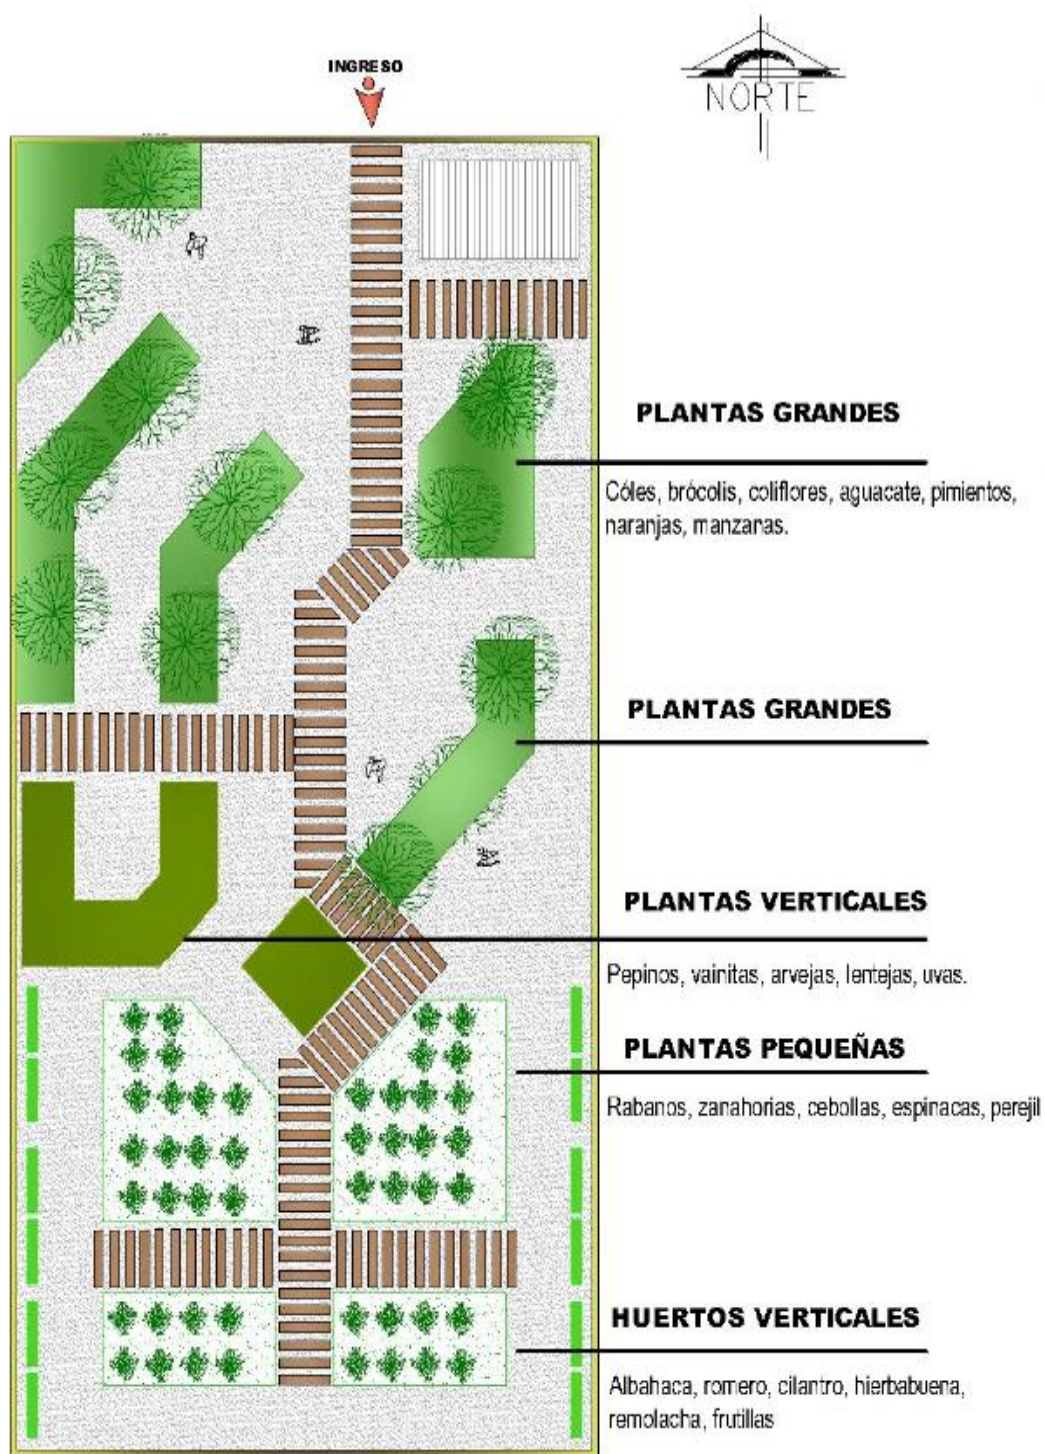 INGRESO
NORTE
PLANTAS GRANDES
Cóles, brócolis, coliflores, aguacate, pimientos,
naranjas, manzanas.
PLANTAS GRANDES
PLANTAS VERTICALES
Pepinos, vainitas, arvejas, lentejas, uvas.
PLANTAS PEQUEÑAS
Rabanos, zanahorias, cebollas, espinacas, perejil
HUERTOS VERTICALES
Albahaca, romero, cilantro, hierbabuena,
remolacha, frutillas